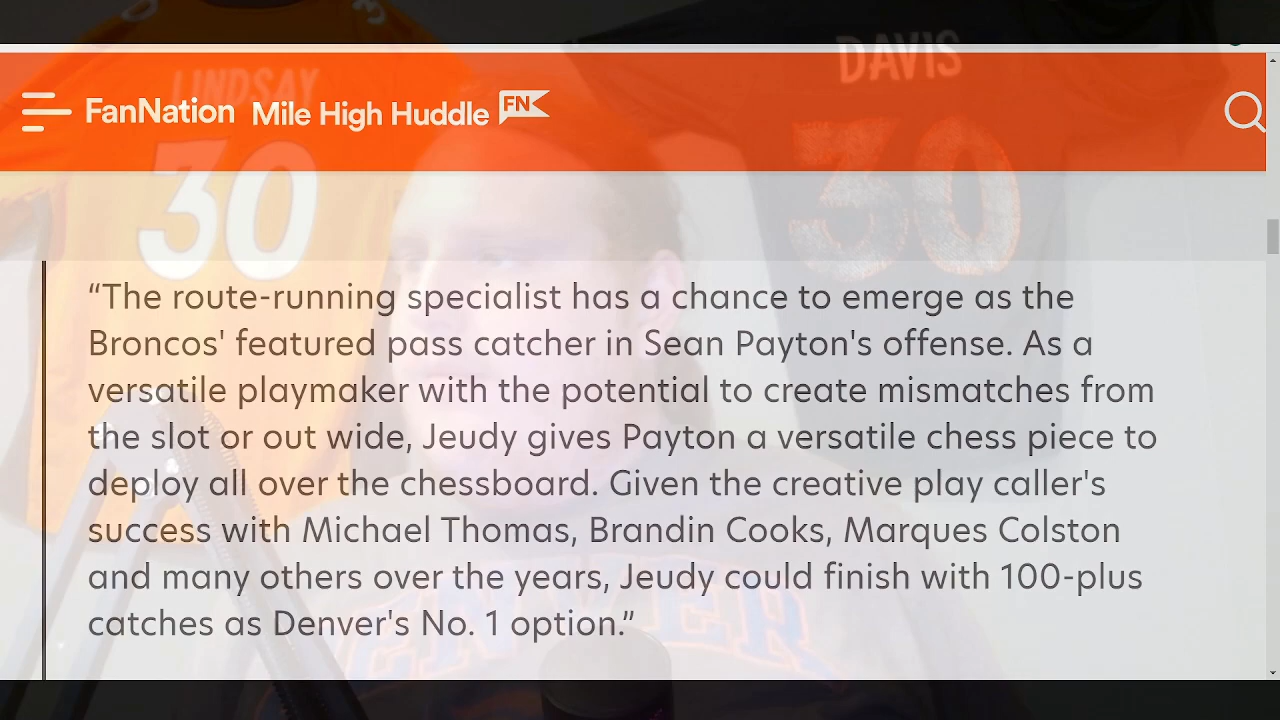 LINDSAY
30
DAVIS
30
FanNation Mile High Huddle FN
“The route-running specialist has a chance to emerge as the
Broncos' featured pass catcher in Sean Payton's offense. As a
versatile playmaker with the potential to create mismatches from
the slot or out wide, Jeudy gives Payton a versatile chess piece to
deploy all over the chessboard. Given the creative play caller's
success with Michael Thomas, Brandin Cooks, Marques Colston
and many others over the years, Jeudy could finish with 100-plus
catches as Denver's No. 1 option.”
DENVER